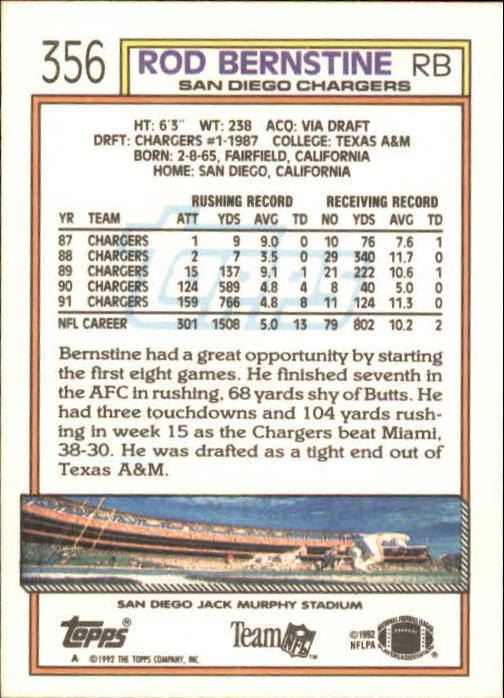 356 ROD BERNSTINE RB
SAN DIEGO CHARGERS
HT: 6'3" WT: 238 ACQ: VIA DRAFT
DRFT: CHARGERS #1-1987 COLLEGE: TEXAS A&M
BORN: 2-8-65, FAIRFIELD, CALIFORNIA
HOME: SAN DIEGO, CALIFORNIA
RUSHING RECORD RECEIVING RECORD
YR TEAM ATT YDS AVG TD NO YDS AVG TD
87 CHARGERS 1 9 9.0 0 10 76 7.6 1
88 CHARGERS 2 7 3.5 0 29 340 11.7 0
89 CHARGERS 15 137 9.1 1 21 222 10.6 1
90 CHARGERS 124 589 4.8 4 8 40 5.0 0
91 CHARGERS 159 766 4.8 8 11 124 11.3 0
NFL CAREER 301 1508 5.0 13 79 802 10.2 2
Topps
Bernstine had a great opportunity by starting
the first eight games. He finished seventh in
the AFC in rushing, 68 yards shy of Butts. He
had three touchdowns and 104 yards rush-
ing in week 15 as the Chargers beat Miami,
38-30. He was drafted as a tight end out of
Texas A&M.
SAN DIEGO JACK MURPHY STADIUM
Topps® Team NFL™ ©1992
NFLPA
NATIONAL FOOTBALL LEAGUE
PLAYERS ASSOCIATION
A ©1992 THE TOPPS COMPANY, INC.